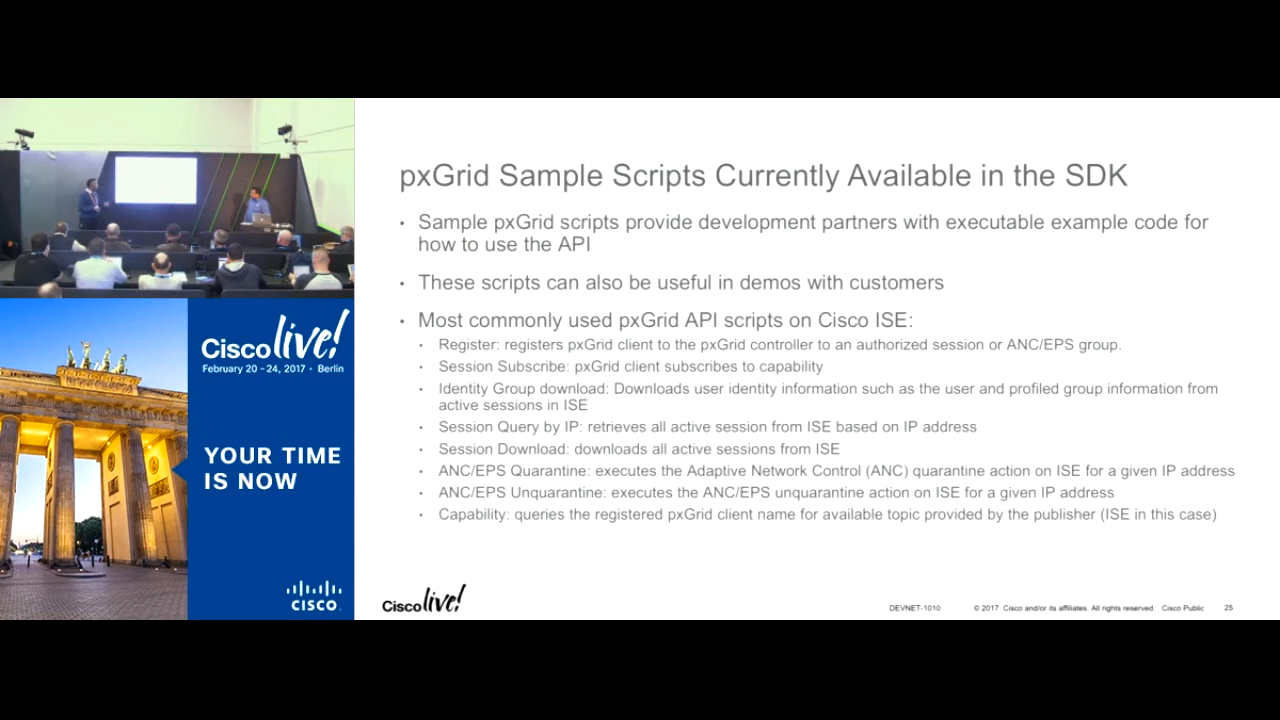 pxGrid Sample Scripts Currently Available in the SDK
• Sample pxGrid scripts provide development partners with executable example code for
how to use the API
• These scripts can also be useful in demos with customers
• Most commonly used pxGrid API scripts on Cisco ISE:
• Register: registers pxGrid client to the pxGrid controller to an authorized session or ANC/EPS group.
• Session Subscribe: pxGrid client subscribes to capability
• Identity Group download: Downloads user identity information such as the user and profiled group information from
active sessions in ISE
• Session Query by IP: retrieves all active session from ISE based on IP address
• Session Download: downloads all active sessions from ISE
• ANC/EPS Quarantine: executes the Adaptive Network Control (ANC) quarantine action on ISE for a given IP address
• ANC/EPS Unquarantine: executes the ANC/EPS unquarantine action on ISE for a given IP address
• Capability: queries the registered pxGrid client name for available topic provided by the publisher (ISE in this case)
Cisco live!
February 20 - 24, 2017 • Berlin
YOUR TIME
IS NOW
CISCO.
Cisco live!
DEVNET-1010 © 2017 Cisco and/or its affiliates. All rights reserved. Cisco Public 25